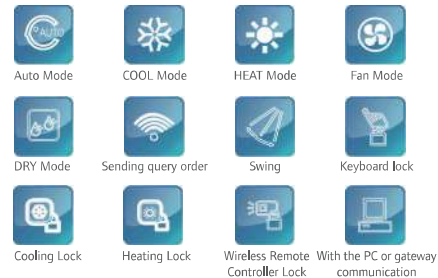 AUTO
Auto Mode
COOL Mode
HEAT Mode
Fan Mode
DRY Mode
Sending query order
Swing
Keyboard lock
Cooling Lock
Heating Lock
Wireless Remote
Controller Lock
With the PC or gateway
communication